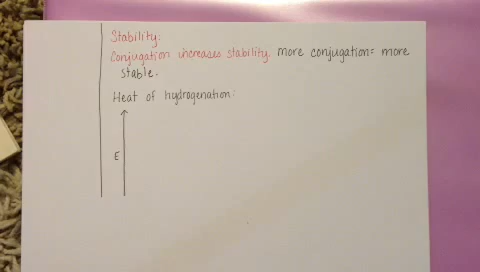 Stability:
Conjugation increases stability. more conjugation = more
stable.
Heat of hydrogenation:
E